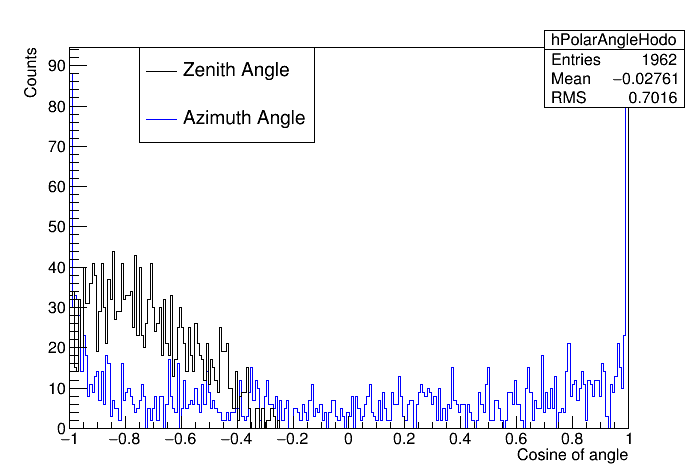 hPolarAngleHodo
Entries 1962
Mean −0.02761
RMS 0.7016
Zenith Angle
Azimuth Angle
Counts
90
80
70
60
50
40
30
20
10
0
−1 −0.8 −0.6 −0.4 −0.2 0 0.2 0.4 0.6 0.8 1
Cosine of angle